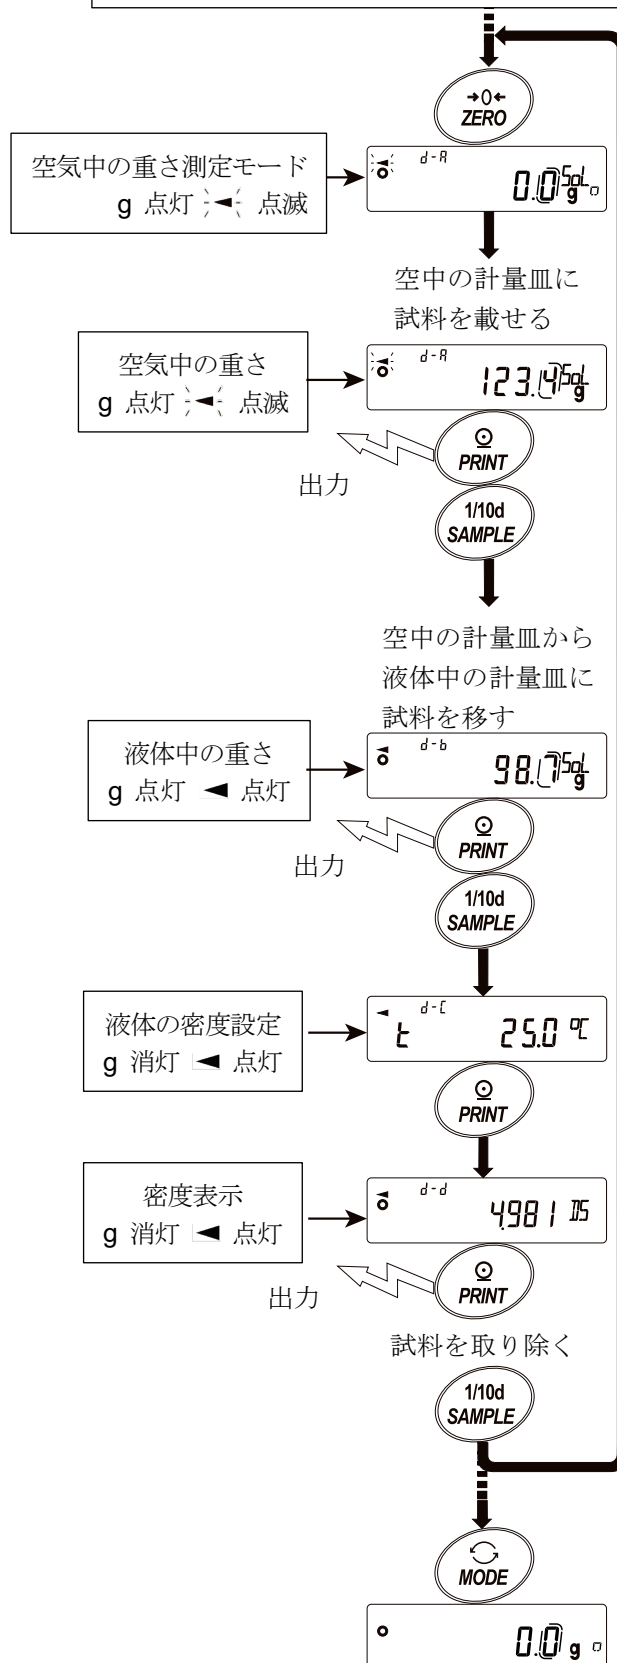 →0←
ZERO
空気中の重さ測定モード
g 点灯 ◄ 点滅
d-A
0.0 Sol g
空中の計量皿に
試料を載せる
空気中の重さ
g 点灯 ◄ 点滅
d-A
123.4 Sol g
PRINT
出力
1/10d
SAMPLE
空中の計量皿から
液体中の計量皿に
試料を移す
液体中の重さ
g 点灯 ◄ 点灯
d-b
98.7 Sol g
PRINT
出力
1/10d
SAMPLE
液体の密度設定
g 消灯 ◄ 点灯
d-C
t 25.0 ℃
PRINT
密度表示
g 消灯 ◄ 点灯
d-d
4.981 DS
PRINT
出力
試料を取り除く
1/10d
SAMPLE
MODE
0.0 g